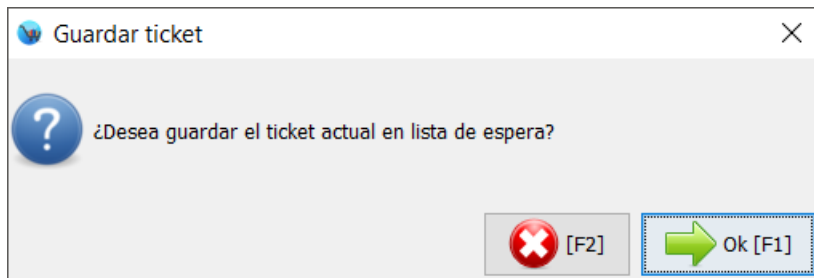 Guardar ticket
¿Desea guardar el ticket actual en lista de espera?
[F2]
Ok [F1]